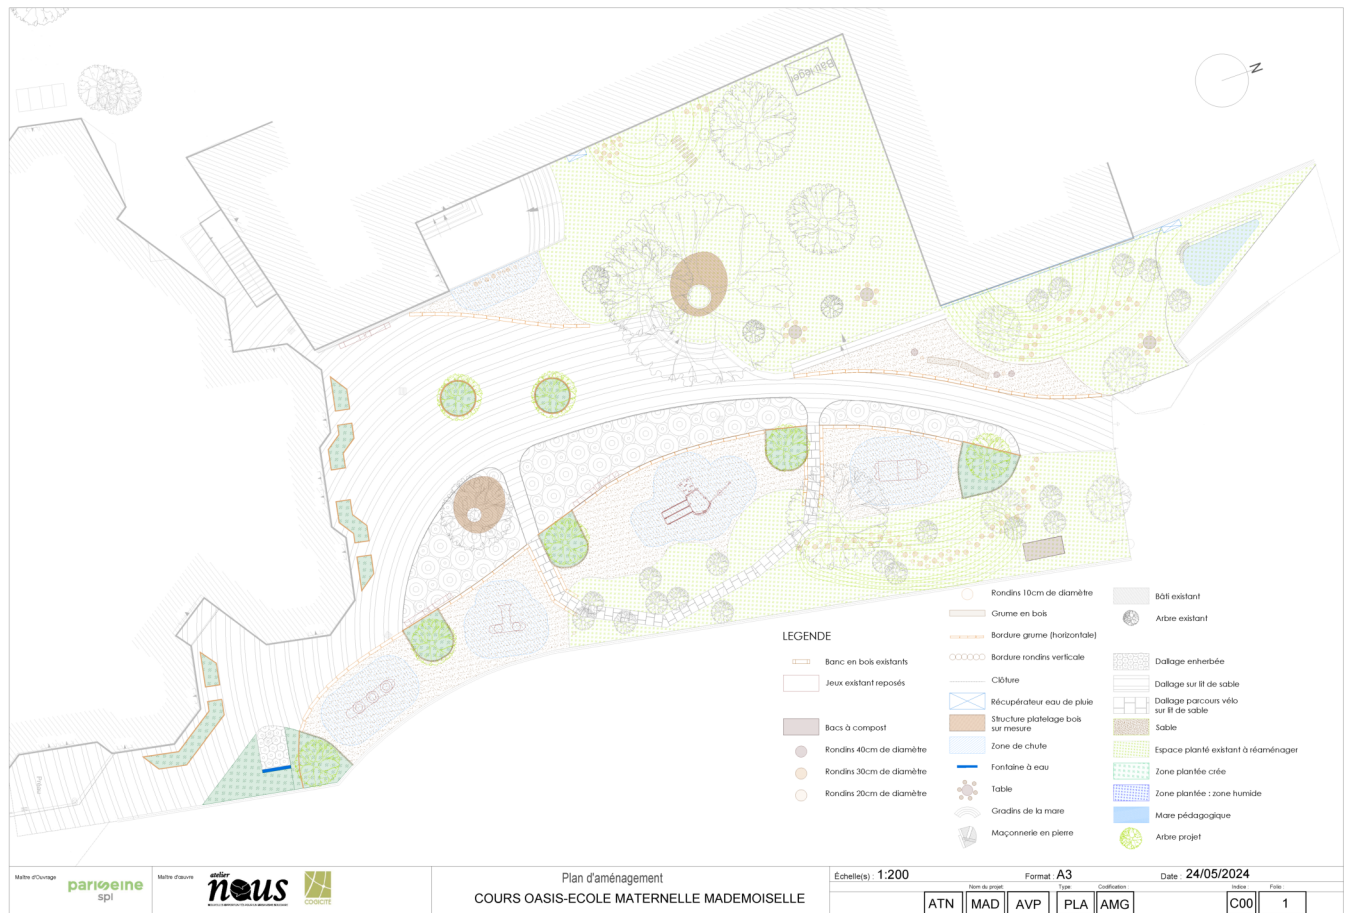 Bâti léger
N
LEGENDE
Banc en bois existants
Jeux existant reposés
Bacs à compost
Rondins 40cm de diamètre
Rondins 30cm de diamètre
Rondins 20cm de diamètre
Rondins 10cm de diamètre
Grume en bois
Bordure grume (horizontale)
Bordure rondins verticale
Clôture
Récupérateur eau de pluie
Structure platelage bois
sur mesure
Zone de chute
Fontaine à eau
Table
Gradins de la mare
Maçonnerie en pierre
Bâti existant
Arbre existant
Dallage enherbée
Dallage sur lit de sable
Dallage parcours vélo
sur lit de sable
Sable
Espace planté existant à réaménager
Zone plantée crée
Zone plantée : zone humide
Mare pédagogique
Arbre projet
Maître d'Ouvrage
pariseine
spl
Maître d'œuvre
atelier
nous
COGICITÉ
Plan d'aménagement
COURS OASIS-ECOLE MATERNELLE MADEMOISELLE
Échelle(s) : 1:200
Format : A3
Date : 24/05/2024
Nom du projet
Type:
Codification :
Indice :
Folio :
ATN MAD AVP PLA AMG C00 1